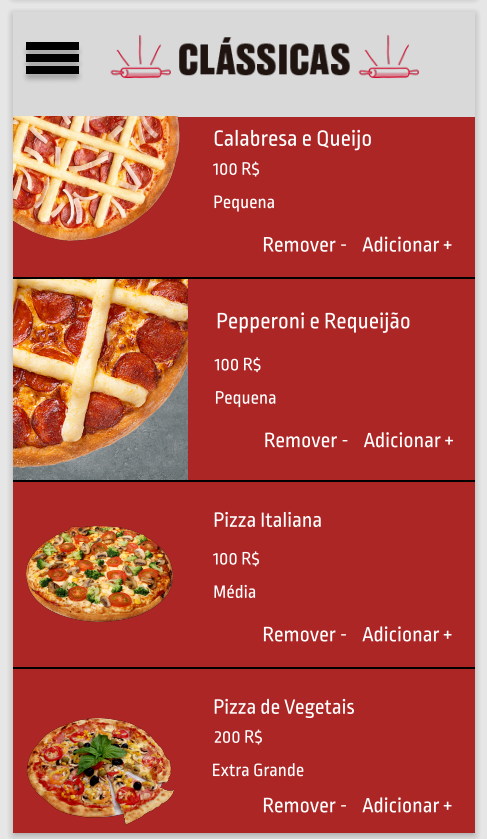 CLÁSSICAS
Calabresa e Queijo
100 R$
Pequena
Remover - Adicionar +
Pepperoni e Requeijão
100 R$
Pequena
Remover - Adicionar +
Pizza Italiana
100 R$
Média
Remover - Adicionar +
Pizza de Vegetais
200 R$
Extra Grande
Remover - Adicionar +